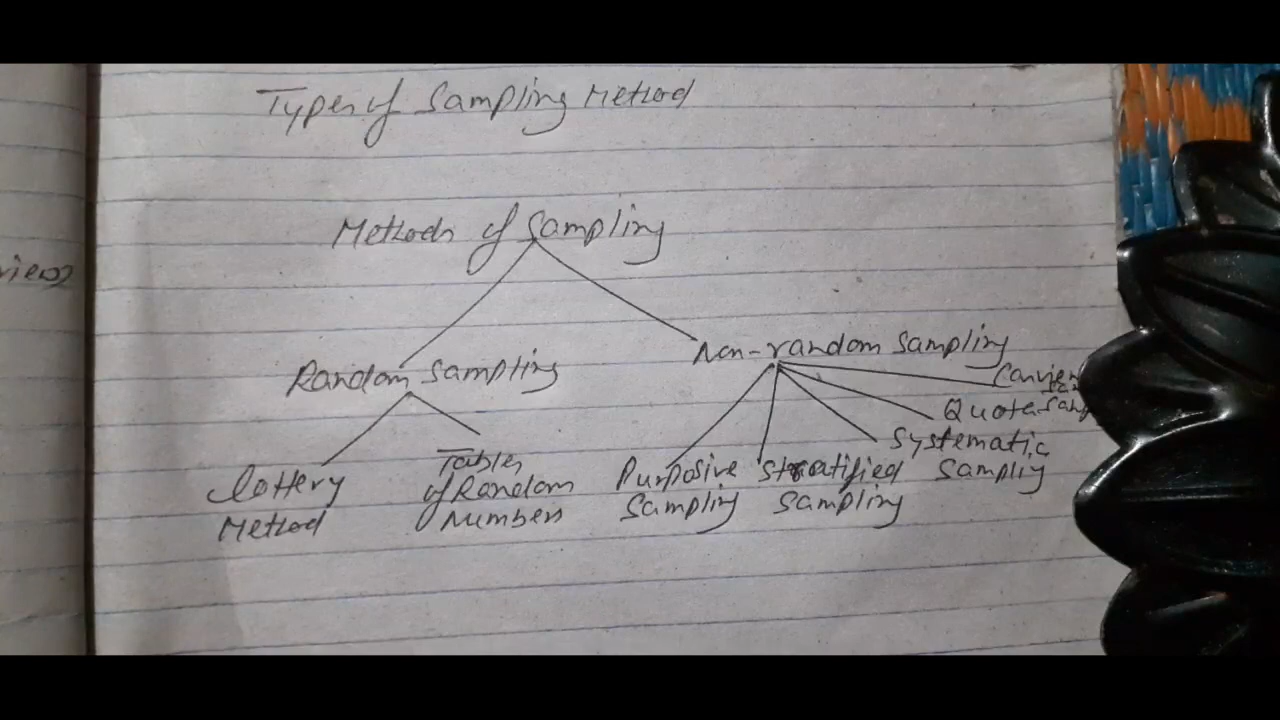 Types of Sampling Method
Methods of Sampling
Random Sampling
Non-random Sampling
Quota
Systematic
Sampling
Lottery
Method
Tables
of Random
Numbers
Purposive
Sampling
Stratified
Sampling